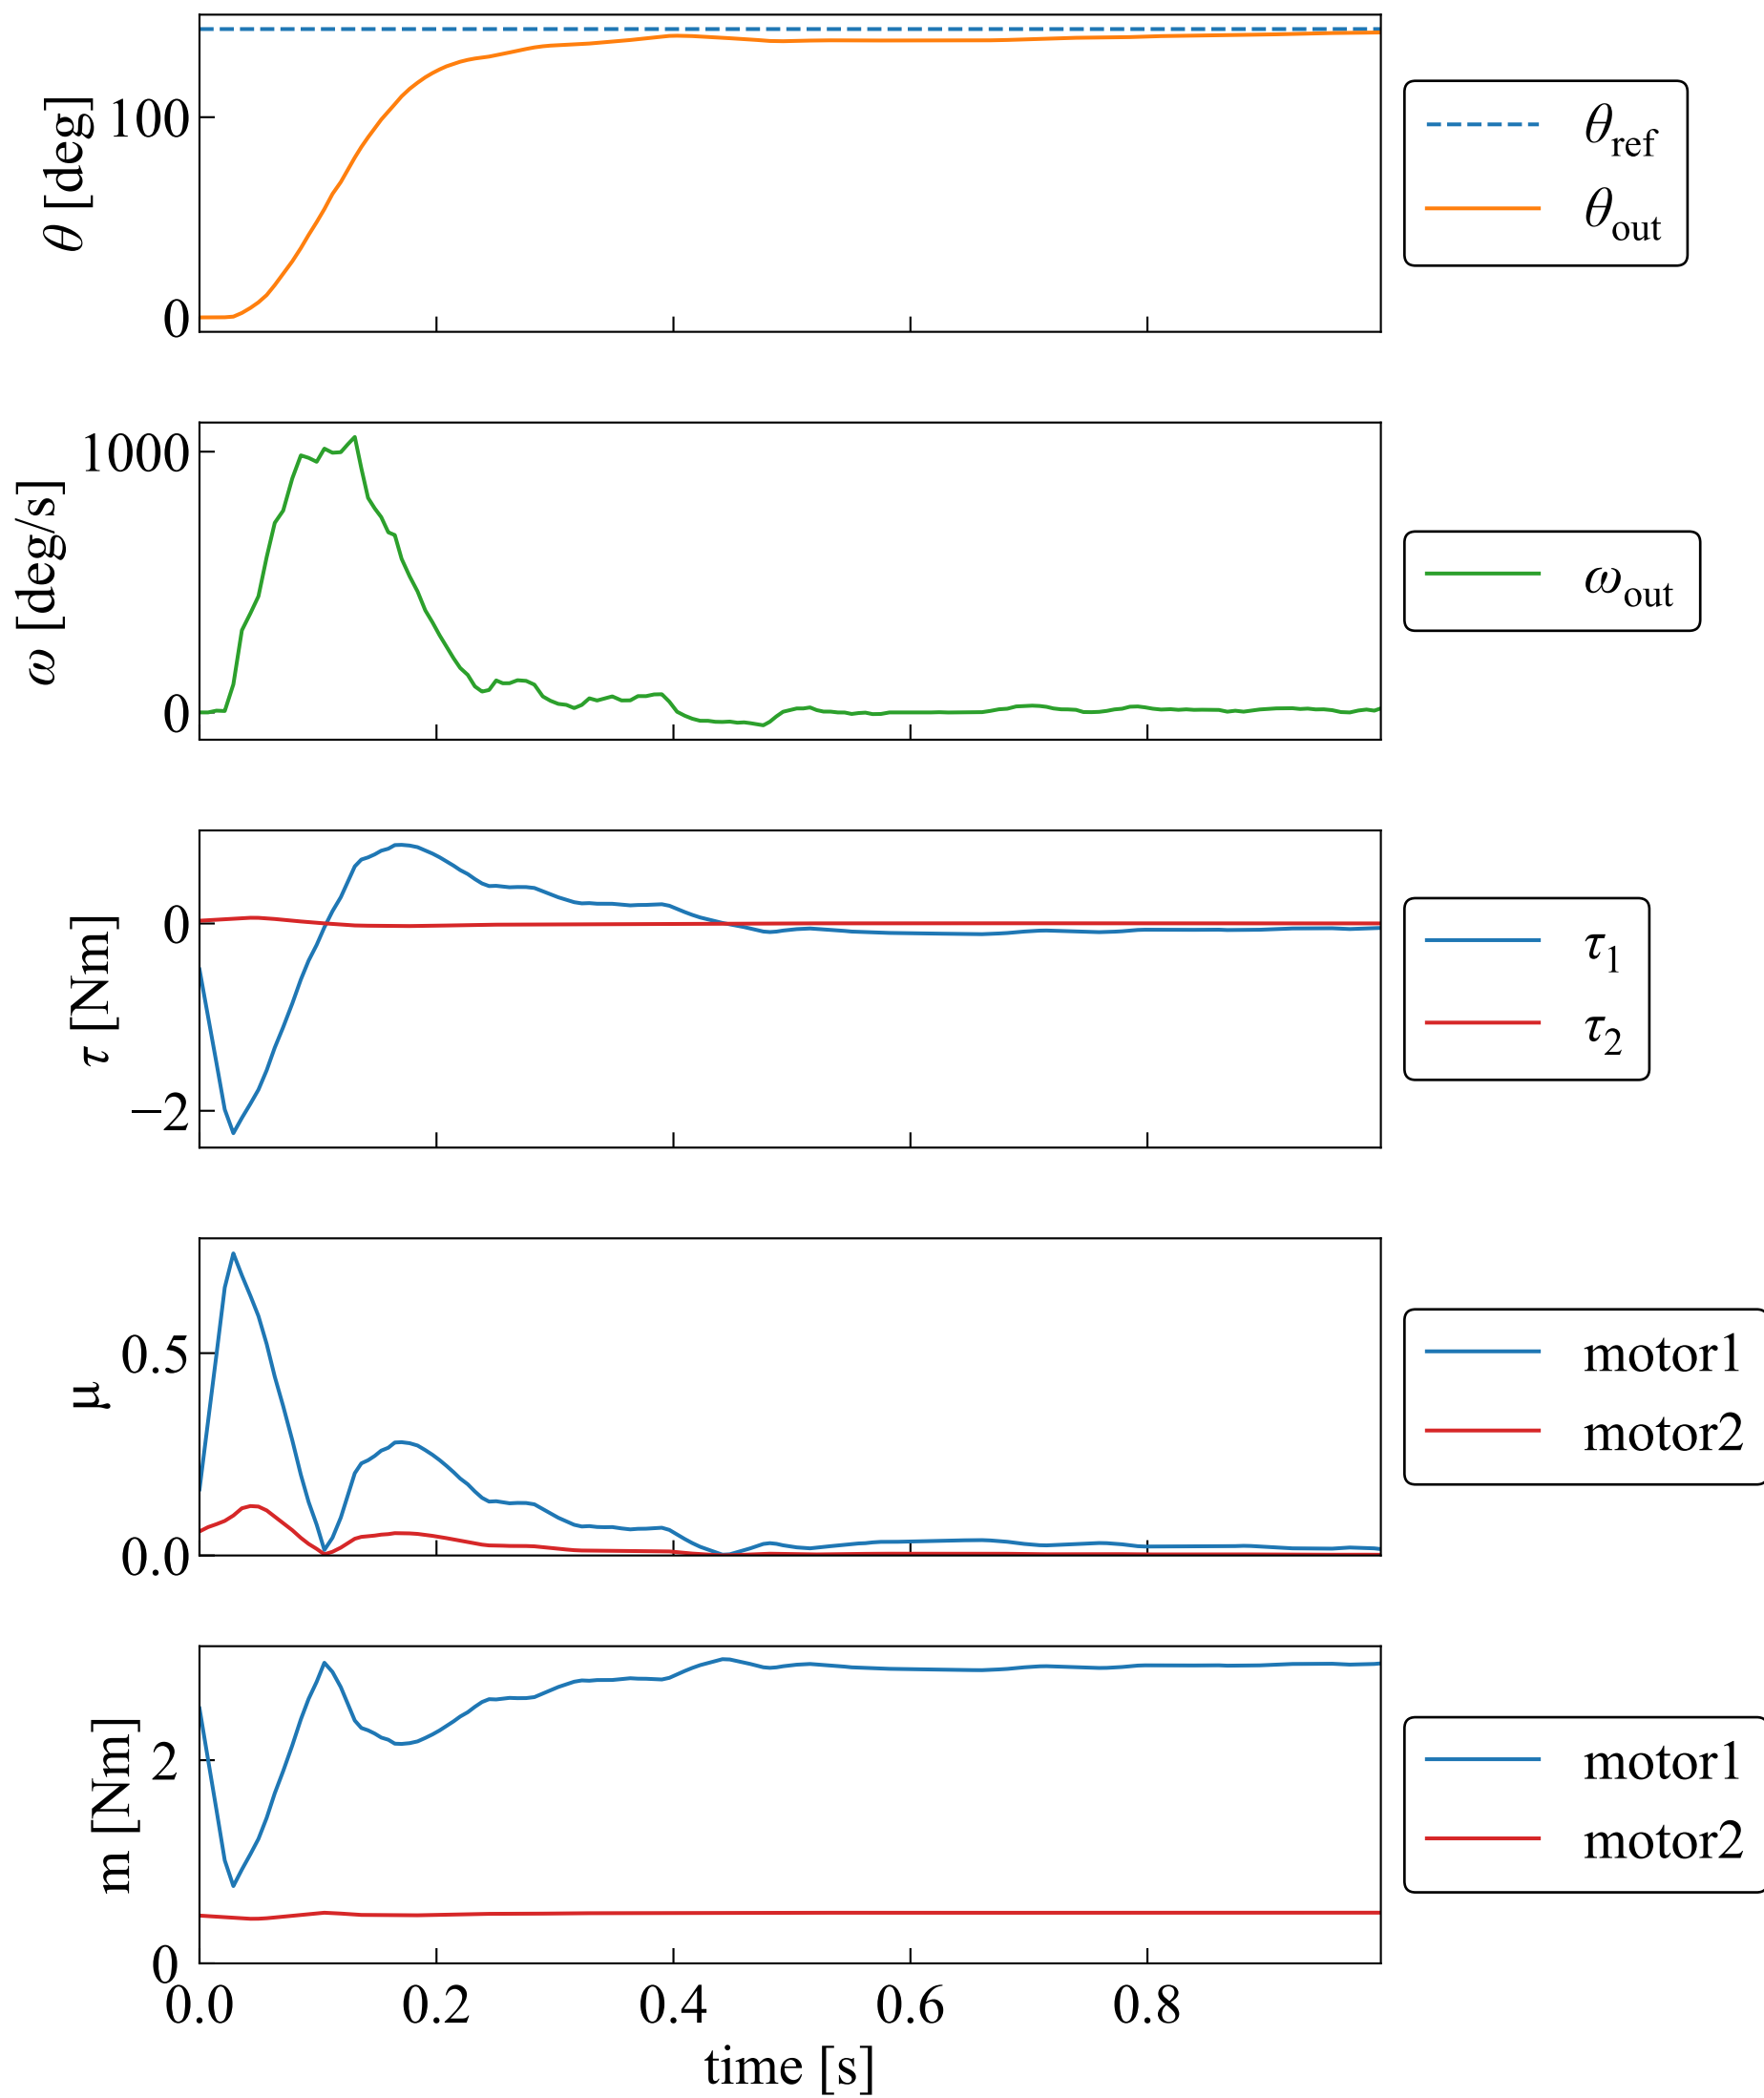 θ [deg]
100
0
θref
θout
ω [deg/s]
1000
0
ωout
τ [Nm]
0
−2
τ1
τ2
μ
0.5
0.0
motor1
motor2
m [Nm]
2
0
motor1
motor2
0.0 0.2 0.4 0.6 0.8
time [s]